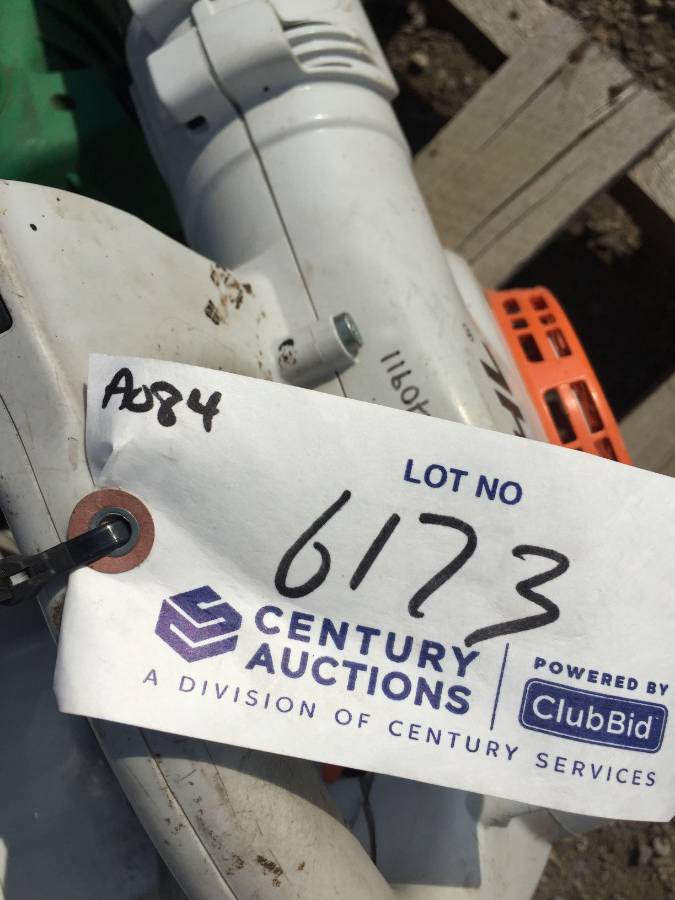 A084
LOT NO
6173
CENTURY
AUCTIONS
A DIVISION OF CENTURY SERVICES
POWERED BY
ClubBid